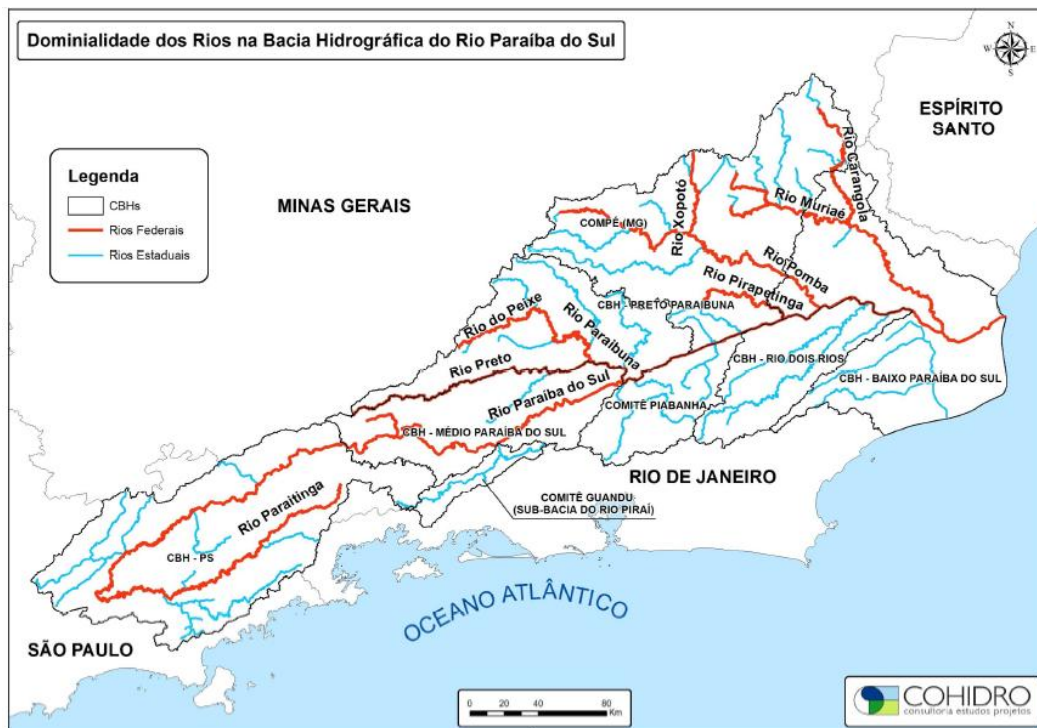 Dominialidade dos Rios na Bacia Hidrográfica do Rio Paraíba do Sul
N
W
E
S
ESPÍRITO
SANTO
Legenda
CBHs
Rios Federais
Rios Estaduais
MINAS GERAIS
Rio Carangola
Rio Muriaé
Rio Xopotó
COMPÉ (MG)
Rio Pomba
Rio Pirapetinga
CBH - PRETO PARAIBUNA
Rio do Peixe
Rio Paraibuna
Rio Preto
CBH - RIO DOIS RIOS
CBH - BAIXO PARAÍBA DO SUL
Rio Paraíba do Sul
COMITÊ PIABANHA
CBH - MÉDIO PARAÍBA DO SUL
RIO DE JANEIRO
COMITÊ GUANDU
(SUB-BACIA DO RIO PIRAÍ)
Rio Paraitinga
CBH - PS
OCEANO ATLÂNTICO
SÃO PAULO
0 20 40 80
Km
COHIDRO
consultoria estudos projetos